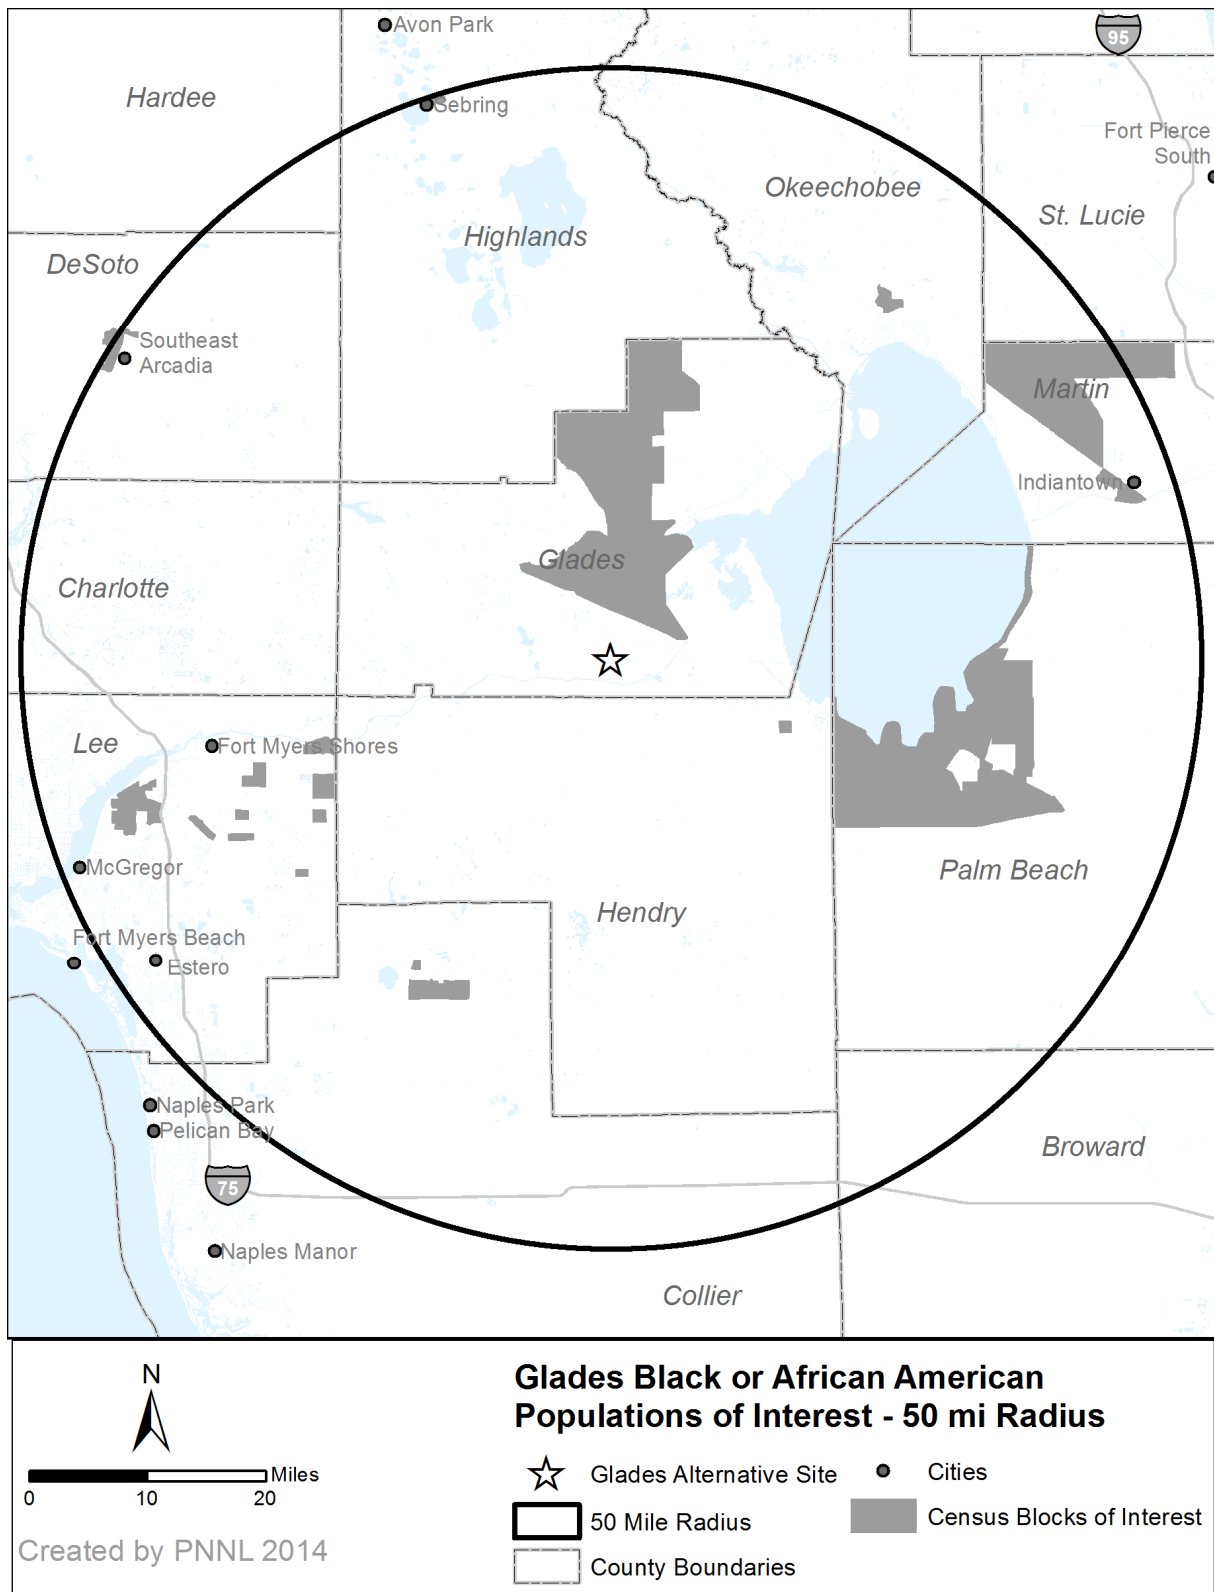 Avon Park
95
Hardee
Sebring
Fort Pierce
South
Okeechobee
St. Lucie
Highlands
DeSoto
Southeast
Arcadia
Martin
Indiantown
Glades
Charlotte
Lee
Fort Myers Shores
McGregor
Palm Beach
Hendry
Fort Myers Beach
Estero
Naples Park
Pelican Bay
Broward
75
Naples Manor
Collier
N
Miles
0 10 20
Created by PNNL 2014
Glades Black or African American
Populations of Interest - 50 mi Radius
Glades Alternative Site
Cities
50 Mile Radius
Census Blocks of Interest
County Boundaries